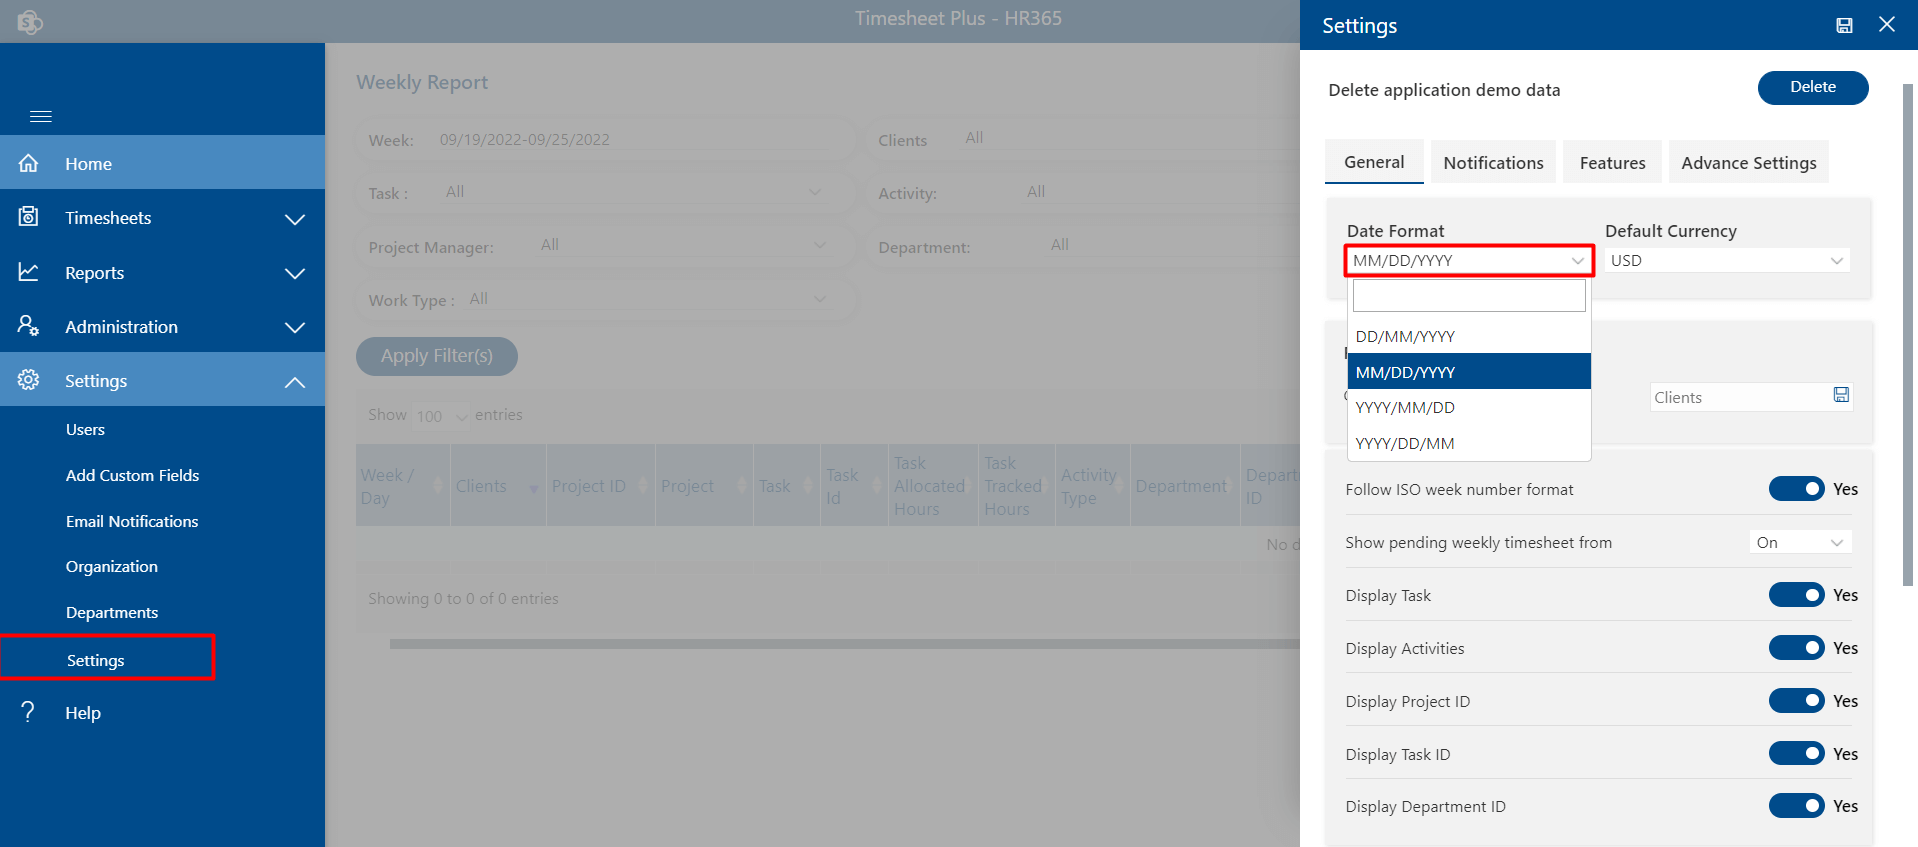 Timesheet Plus - HR365
Home
Timesheets
Reports
Administration
Settings
Users
Add Custom Fields
Email Notifications
Organization
Departments
Settings
Help
Weekly Report
Week: 09/19/2022-09/25/2022
Clients All
Task : All
Activity: All
Project Manager: All
Department: All
Work Type : All
Apply Filter(s)
Show 100 entries
Week / Day
Clients
Project ID
Project
Task
Task Id
Task Allocated Hours
Task Tracked Hours
Activity Type
Department
ID
No
Showing 0 to 0 of 0 entries
Settings
Delete application demo data
Delete
General
Notifications
Features
Advance Settings
Date Format
Default Currency
MM/DD/YYYY
USD
DD/MM/YYYY
MM/DD/YYYY
YYYY/MM/DD
YYYY/DD/MM
Clients
Follow ISO week number format Yes
Show pending weekly timesheet from On
Display Task Yes
Display Activities Yes
Display Project ID Yes
Display Task ID Yes
Display Department ID Yes